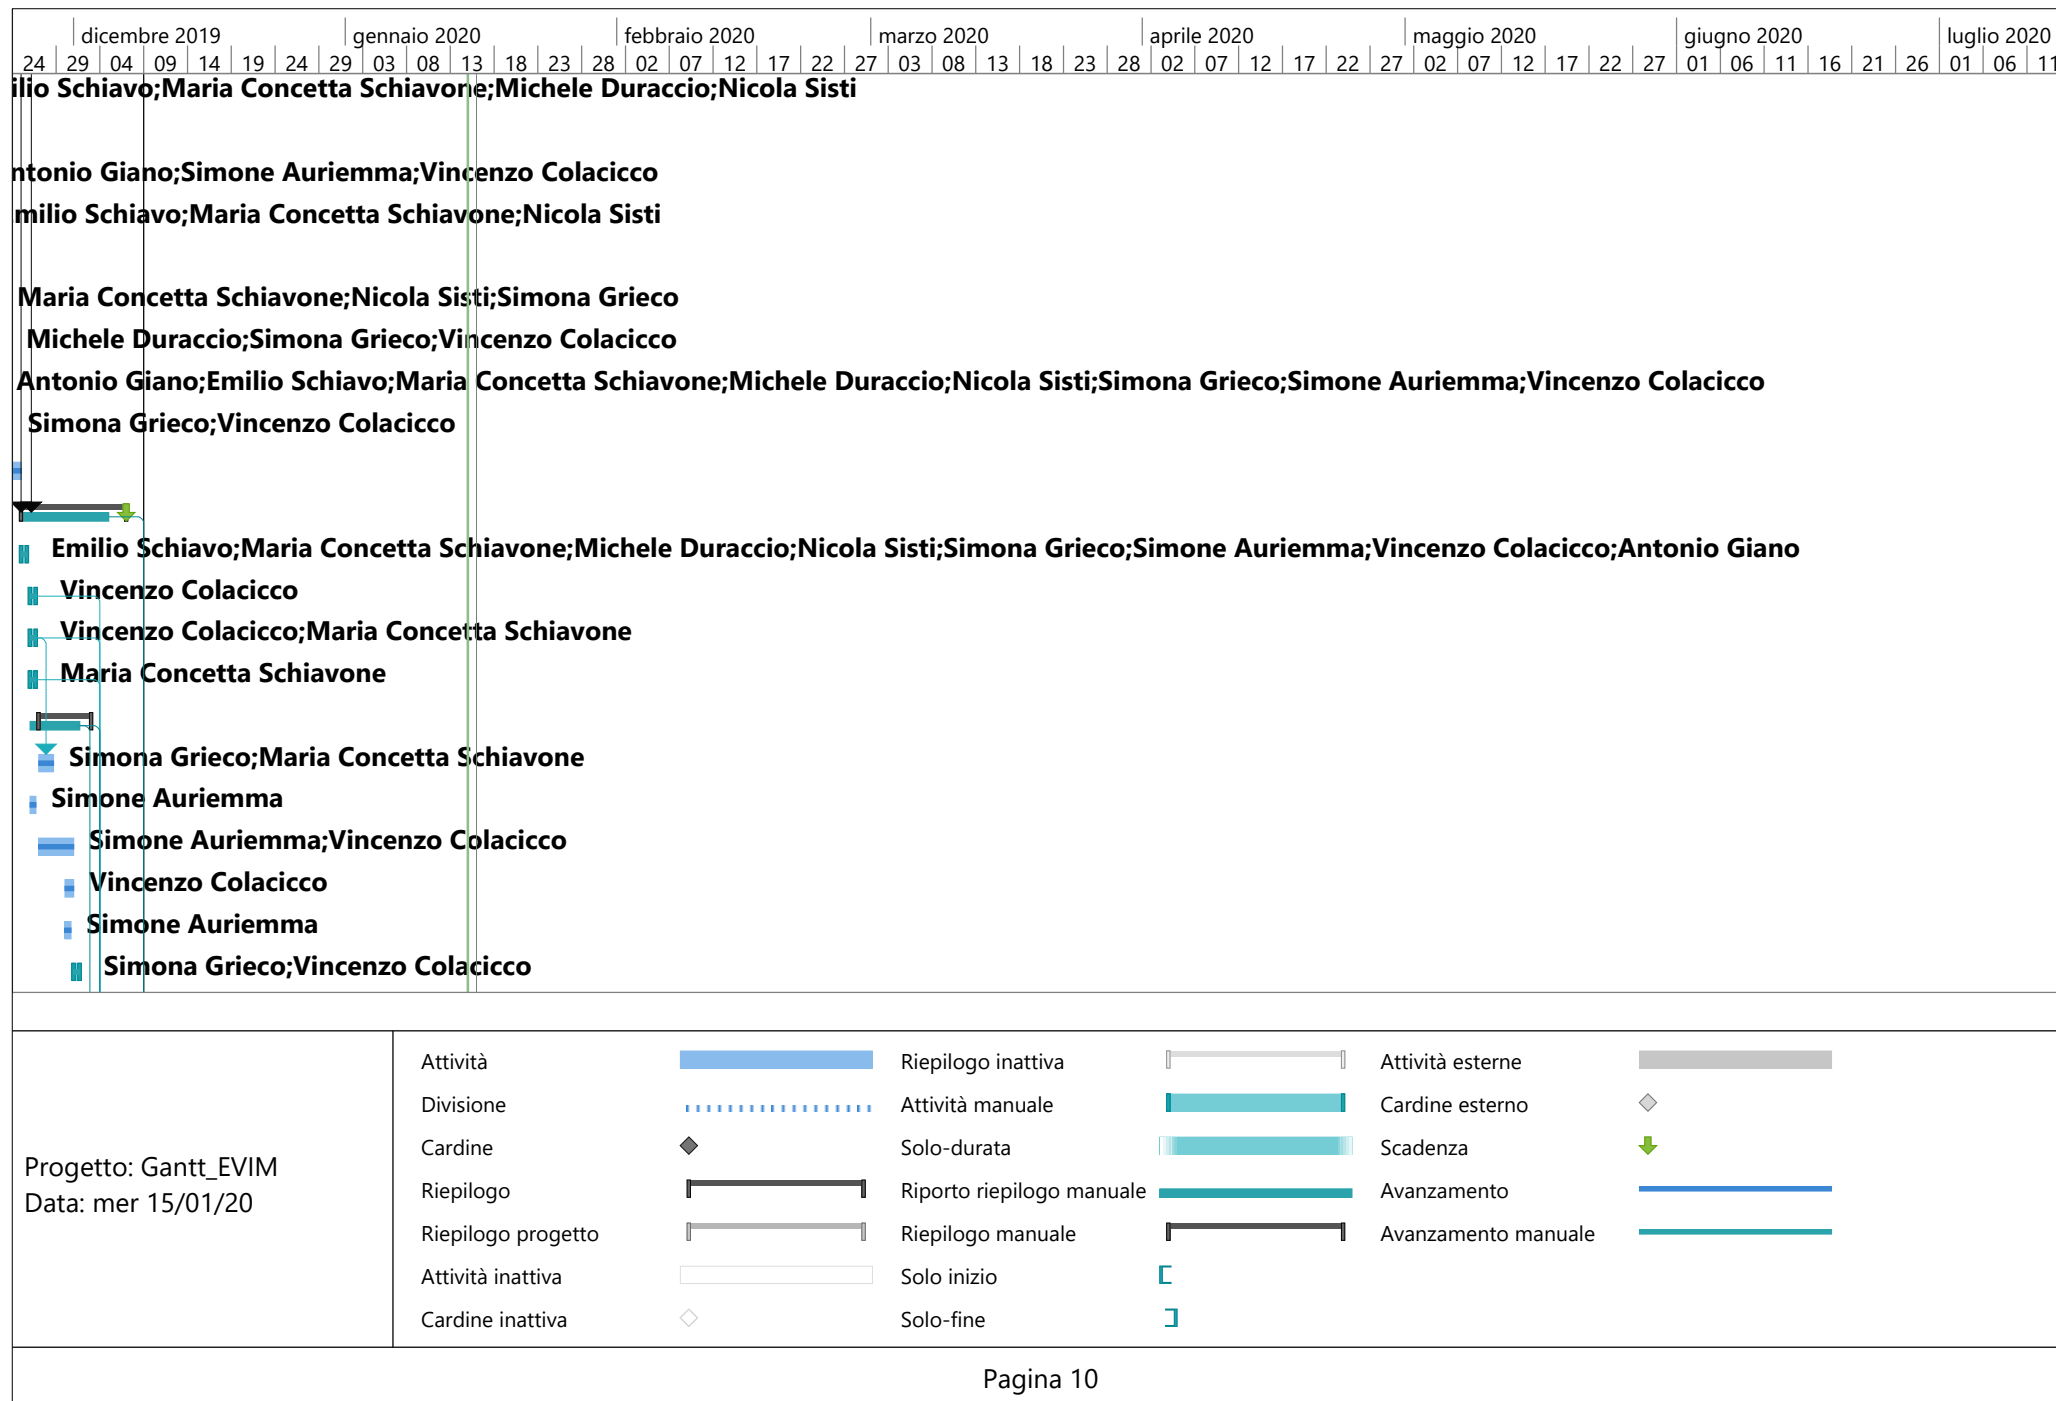 dicembre 2019 gennaio 2020 febbraio 2020 marzo 2020 aprile 2020 maggio 2020 giugno 2020 luglio 2020
24 29 04 09 14 19 24 29 03 08 13 18 23 28 02 07 12 17 22 27 03 08 13 18 23 28 02 07 12 17 22 27 02 07 12 17 22 27 01 06 11 16 21 26 01 06 11
ilio Schiavo;Maria Concetta Schiavone;Michele Duraccio;Nicola Sisti
ntonio Giano;Simone Auriemma;Vincenzo Colacicco
milio Schiavo;Maria Concetta Schiavone;Nicola Sisti
Maria Concetta Schiavone;Nicola Sisti;Simona Grieco
Michele Duraccio;Simona Grieco;Vincenzo Colacicco
Antonio Giano;Emilio Schiavo;Maria Concetta Schiavone;Michele Duraccio;Nicola Sisti;Simona Grieco;Simone Auriemma;Vincenzo Colacicco
Simona Grieco;Vincenzo Colacicco
Emilio Schiavo;Maria Concetta Schiavone;Michele Duraccio;Nicola Sisti;Simona Grieco;Simone Auriemma;Vincenzo Colacicco;Antonio Giano
Vincenzo Colacicco
Vincenzo Colacicco;Maria Concetta Schiavone
Maria Concetta Schiavone
Simona Grieco;Maria Concetta Schiavone
Simone Auriemma
Simone Auriemma;Vincenzo Colacicco
Vincenzo Colacicco
Simone Auriemma
Simona Grieco;Vincenzo Colacicco
Progetto: Gantt_EVIM
Data: mer 15/01/20
Attività
Divisione
Cardine
Riepilogo
Riepilogo progetto
Attività inattiva
Cardine inattiva
Riepilogo inattiva
Attività manuale
Solo-durata
Riporto riepilogo manuale
Riepilogo manuale
Solo inizio
Solo-fine
Attività esterne
Cardine esterno
Scadenza
Avanzamento
Avanzamento manuale
Pagina 10